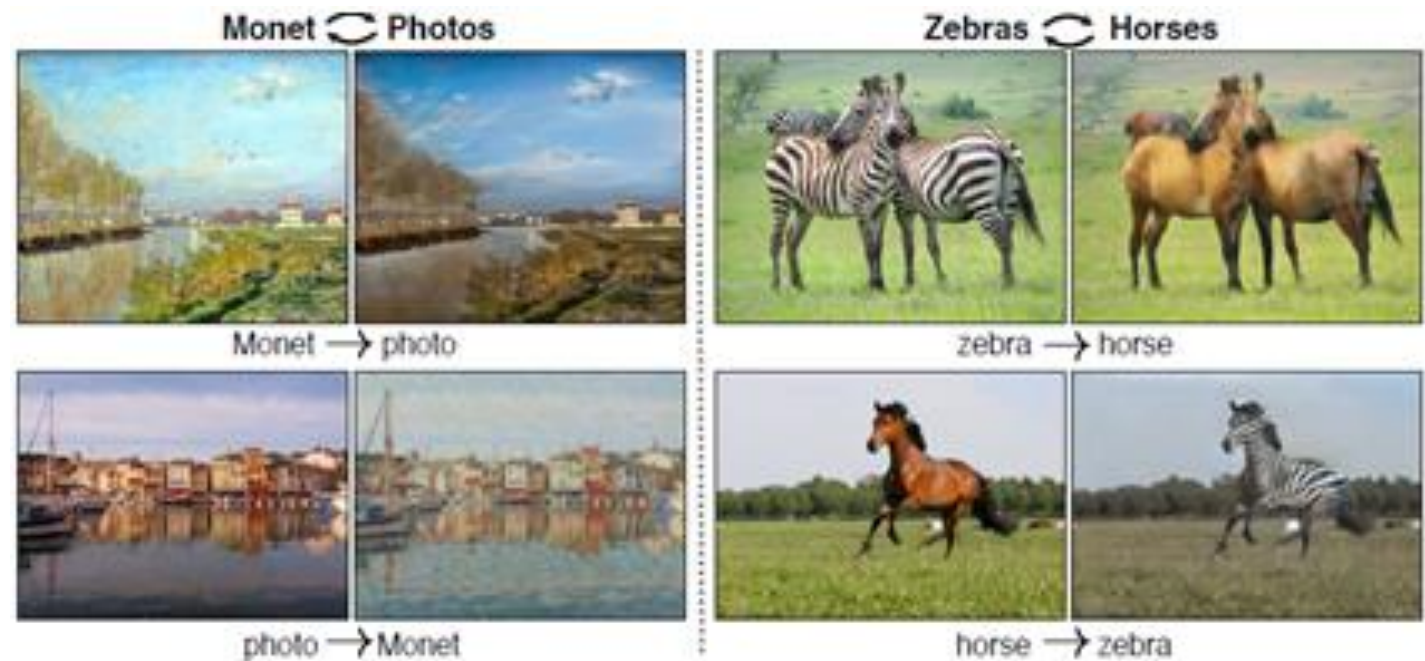 Monet Photos
Monet → photo
photo → Monet
Zebras Horses
zebra → horse
horse → zebra